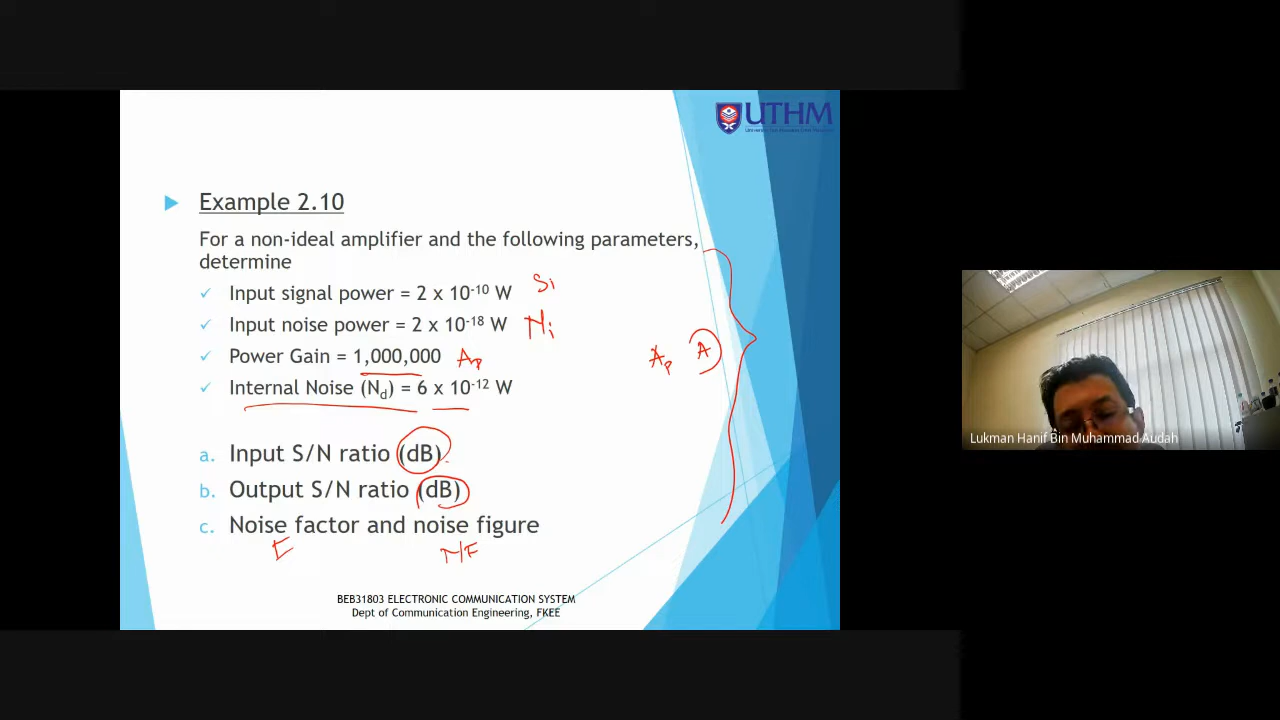 UTHM
Example 2.10
For a non-ideal amplifier and the following parameters,
determine
Input signal power = 2 x 10-10 W Si
Input noise power = 2 x 10-18 W Ni
Power Gain = 1,000,000 Ap
Ap A
Internal Noise (Nd) = 6 x 10-12 W
a. Input S/N ratio (dB)
b. Output S/N ratio (dB)
c. Noise factor and noise figure
F NF
BEB31803 ELECTRONIC COMMUNICATION SYSTEM
Dept of Communication Engineering, FKEE
Lukman Hanif Bin Muhammad Audah